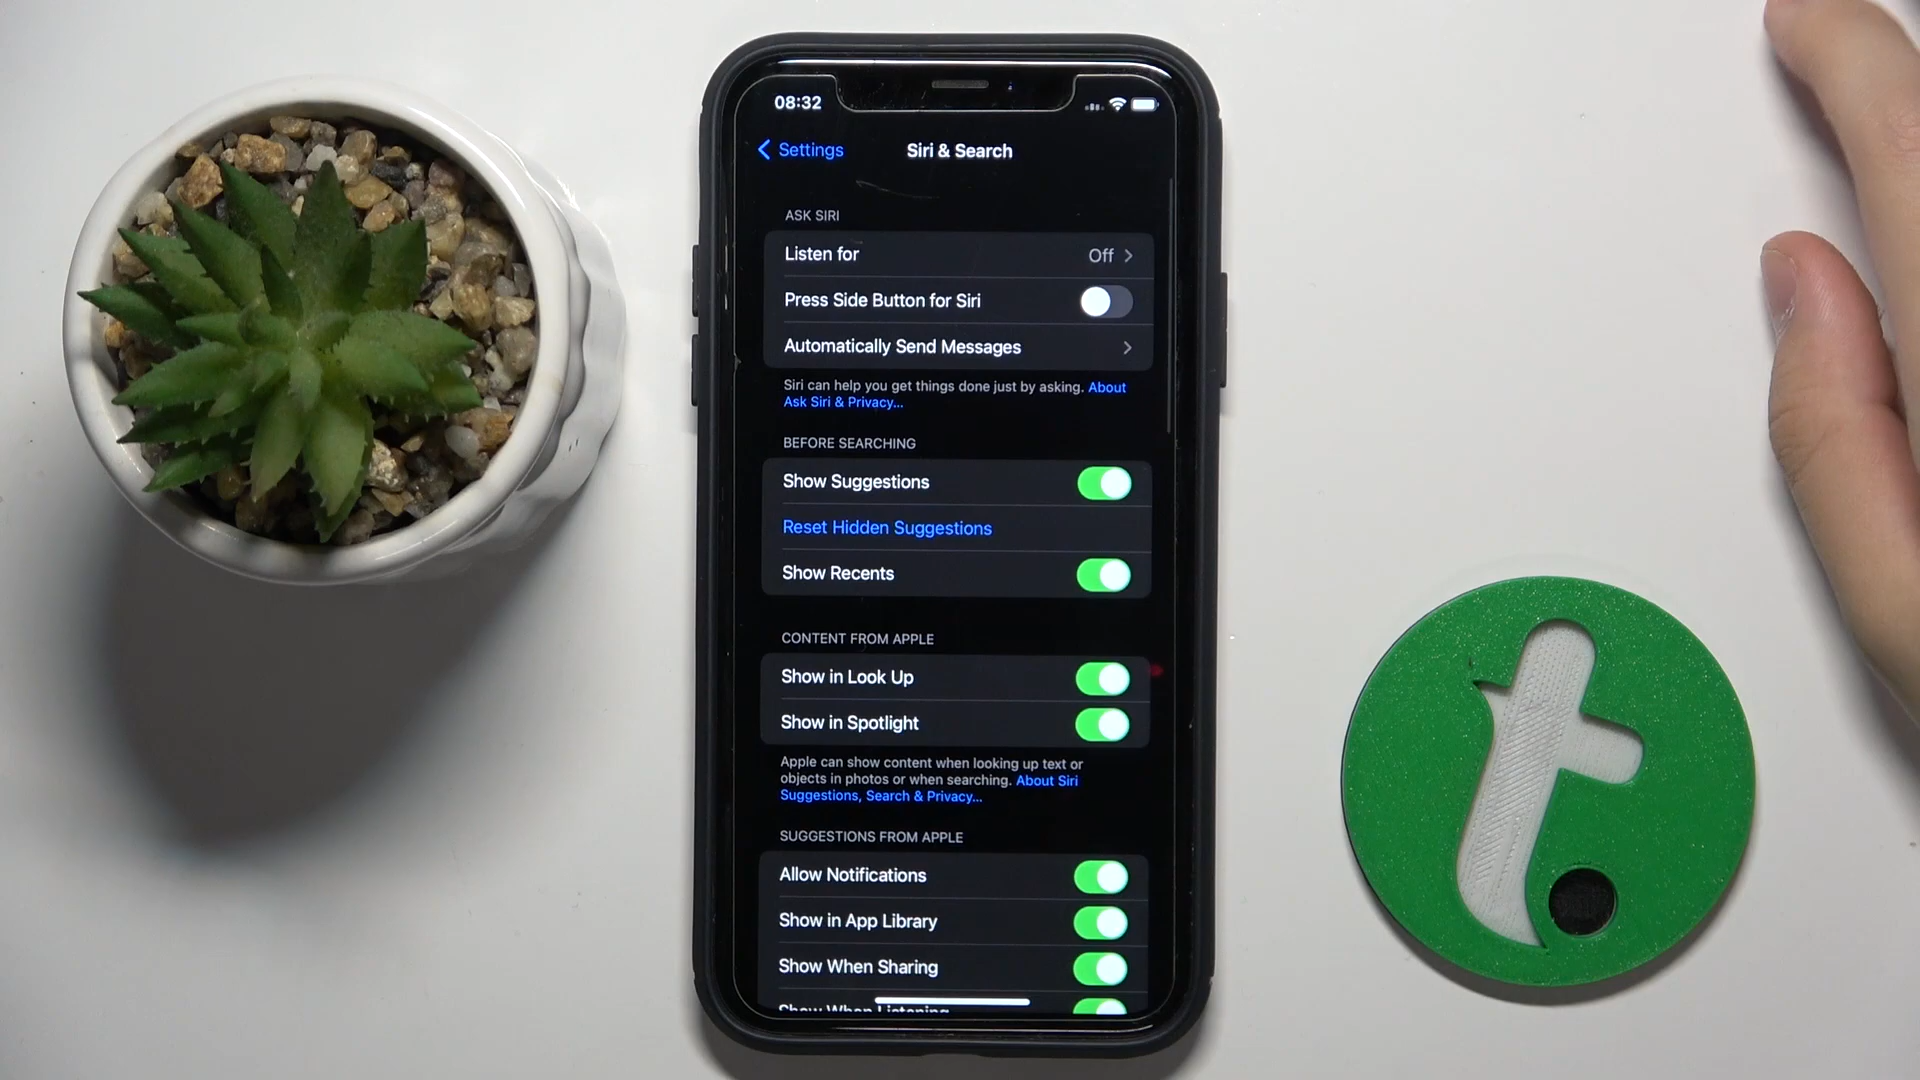 08:32
Settings
Siri & Search
ASK SIRI
Listen for Off
Press Side Button for Siri
Automatically Send Messages
Siri can help you get things done just by asking. About
Ask Siri & Privacy...
BEFORE SEARCHING
Show Suggestions
Reset Hidden Suggestions
Show Recents
CONTENT FROM APPLE
Show in Look Up
Show in Spotlight
Apple can show content when looking up text or
objects in photos or when searching. About Siri
Suggestions, Search & Privacy...
SUGGESTIONS FROM APPLE
Allow Notifications
Show in App Library
Show When Sharing
Show When Listening
t.